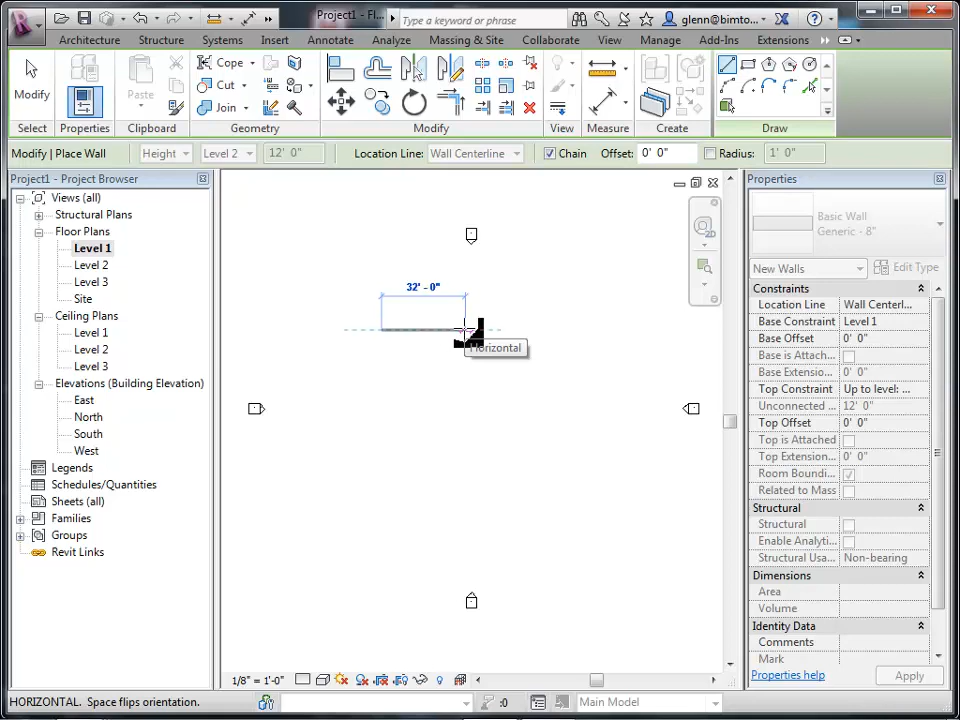 Project1 - Fl...
Type a keyword or phrase
glenn@bimto...
Architecture Structure Systems Insert Annotate Analyze Massing & Site Collaborate View Manage Add-Ins Extensions
Modify
Paste
Cope
Cut
Join
Select Properties Clipboard Geometry Modify View Measure Create Draw
Modify | Place Wall Height Level 2 12' 0" Location Line: Wall Centerline Chain Offset: 0' 0" Radius: 1' 0"
Project1 - Project Browser
Views (all)
Structural Plans
Floor Plans
Level 1
Level 2
Level 3
Site
Ceiling Plans
Level 1
Level 2
Level 3
Elevations (Building Elevation)
East
North
South
West
Legends
Schedules/Quantities
Sheets (all)
Families
Groups
Revit Links
32' - 0"
Horizontal
2D
Properties
Basic Wall
Generic - 8"
New Walls Edit Type
Constraints
Location Line Wall Centerl...
Base Constraint Level 1
Base Offset 0' 0"
Base is Attach...
Base Extensio... 0' 0"
Top Constraint Up to level: ...
Unconnected ... 12' 0"
Top Offset 0' 0"
Top is Attached
Top Extension... 0' 0"
Room Boundi...
Related to Mass
Structural
Structural
Enable Analyti...
Structural Usa... Non-bearing
Dimensions
Area
Volume
Identity Data
Comments
Mark
Properties help Apply
1/8" = 1'-0"
HORIZONTAL. Space flips orientation. :0 Main Model